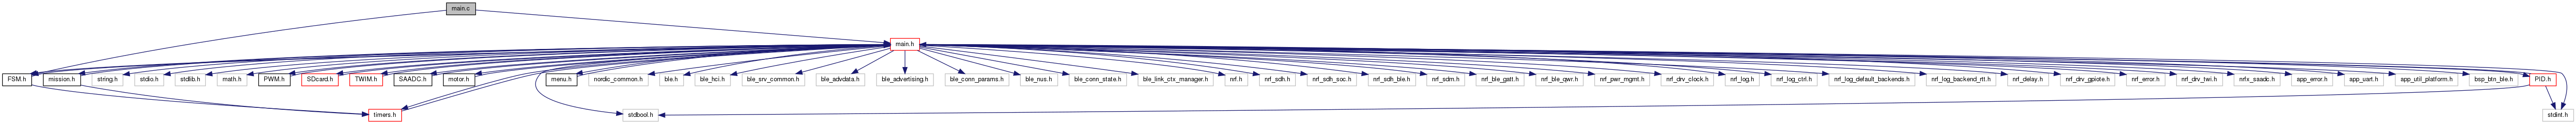 main.c
main.h
FSM.h
mission.h
string.h
stdio.h
stdlib.h
math.h
PWM.h
SDcard.h
TWIM.h
SAADC.h
motor.h
menu.h
nordic_common.h
ble.h
ble_hci.h
ble_srv_common.h
ble_advdata.h
ble_advertising.h
ble_conn_params.h
ble_nus.h
ble_conn_state.h
ble_link_ctx_manager.h
nrf.h
nrf_sdh.h
nrf_sdh_soc.h
nrf_sdh_ble.h
nrf_sdm.h
nrf_ble_gatt.h
nrf_ble_qwr.h
nrf_pwr_mgmt.h
nrf_drv_clock.h
nrf_log.h
nrf_log_ctrl.h
nrf_log_default_backends.h
nrf_log_backend_rtt.h
nrf_delay.h
nrf_drv_gpiote.h
nrf_error.h
nrf_drv_twi.h
nrfx_saadc.h
app_error.h
app_uart.h
app_util_platform.h
bsp_btn_ble.h
PID.h
timers.h
stdbool.h
stdint.h